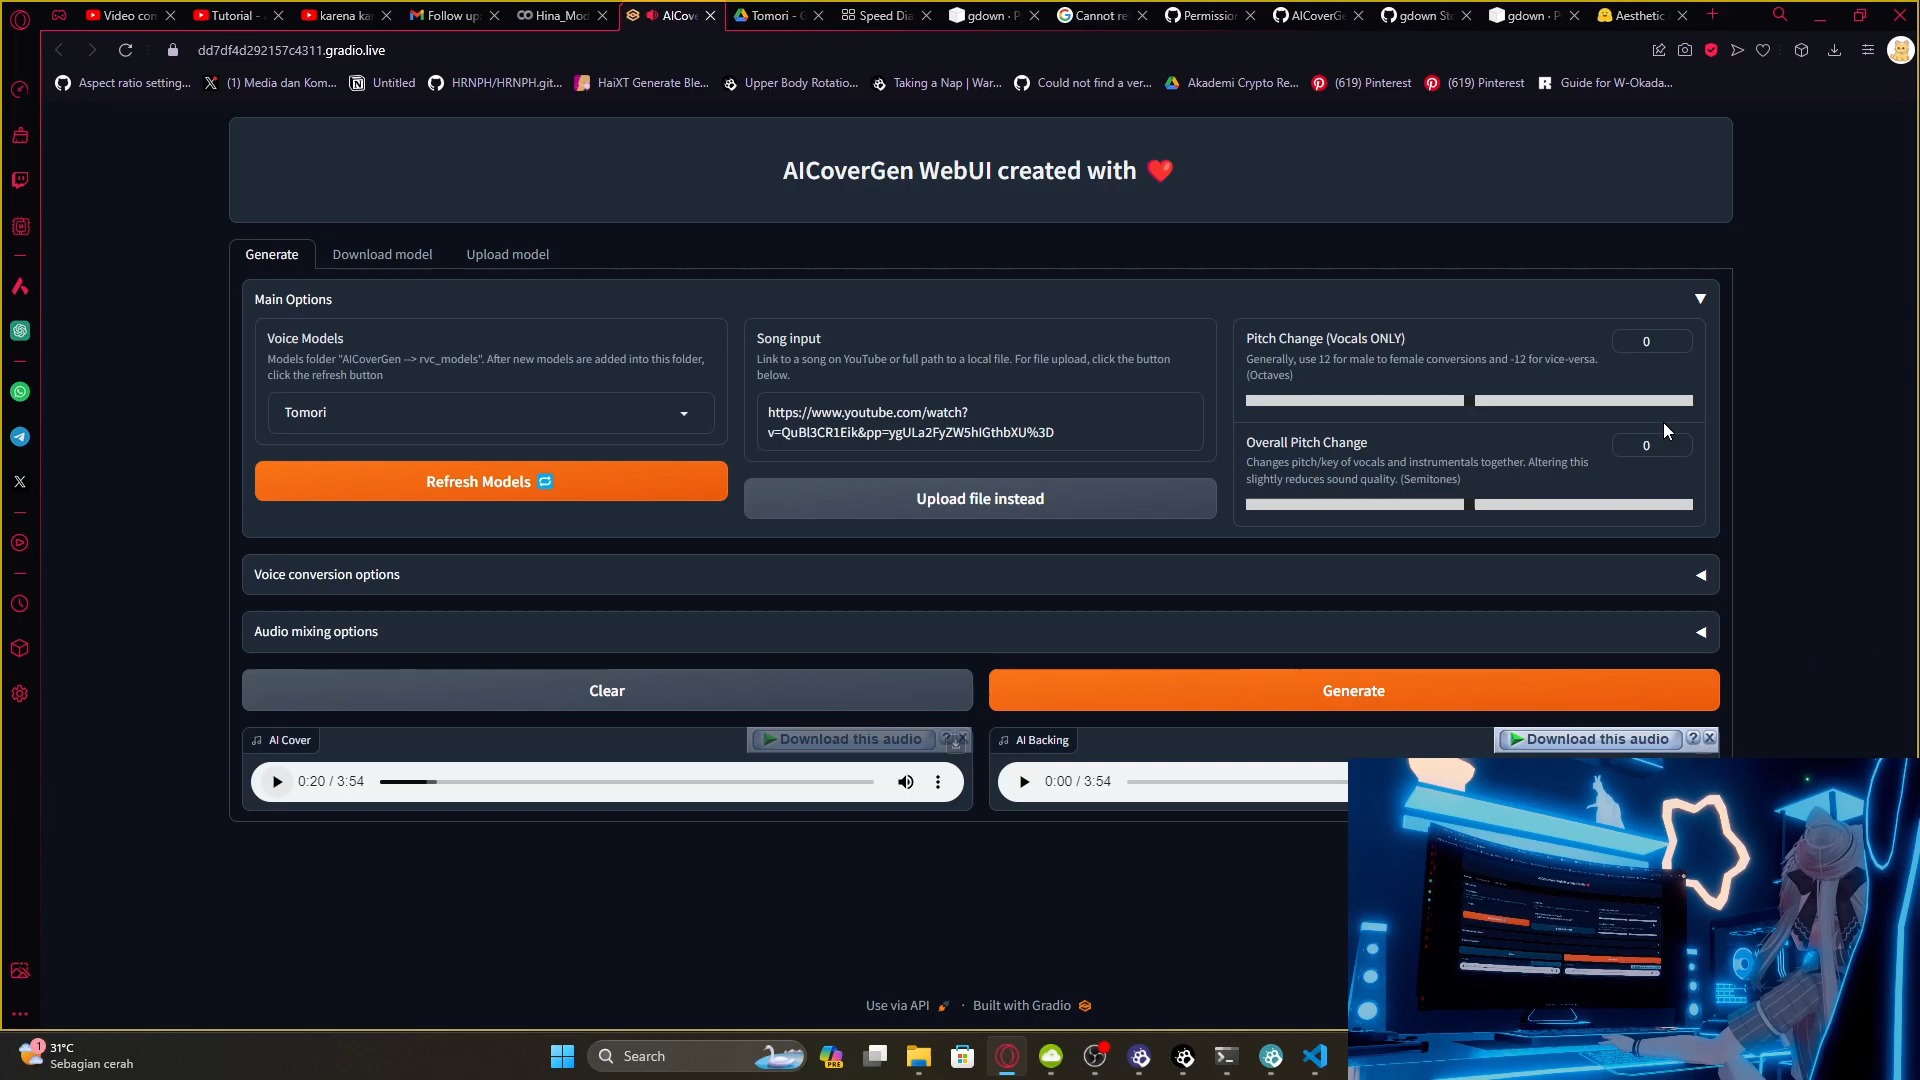 Video con
Tutorial -
karena ka
Follow up
Hina_Mod
AICov
Tomori - G
Speed Dia
gdown · P
Cannot re
Permission
AICoverGe
gdown Sto
gdown · P
Aesthetic
dd7df4d292157c4311.gradio.live
Aspect ratio setting...
(1) Media dan Kom...
Untitled
HRNPH/HRNPH.git...
HaiXT Generate Ble...
Upper Body Rotatio...
Taking a Nap | War...
Could not find a ver...
Akademi Crypto Re...
(619) Pinterest
(619) Pinterest
Guide for W-Okada...
AICoverGen WebUI created with ❤️
Generate
Download model
Upload model
Main Options
Voice Models
Models folder "AICoverGen --> rvc_models". After new models are added into this folder,
click the refresh button
Tomori
Refresh Models 🔁
Song input
Link to a song on YouTube or full path to a local file. For file upload, click the button
below.
https://www.youtube.com/watch?
v=QuBl3CR1Eik&pp=ygULa2FyZW5hIGthbXU%3D
Upload file instead
Pitch Change (Vocals ONLY)
0
Generally, use 12 for male to female conversions and -12 for vice-versa.
(Octaves)
Overall Pitch Change
0
Changes pitch/key of vocals and instrumentals together. Altering this
slightly reduces sound quality. (Semitones)
Voice conversion options
Audio mixing options
Clear
Generate
AI Cover
Download this audio
0:20 / 3:54
AI Backing
Download this audio
0:00 / 3:54
Use via API · Built with Gradio
1
31°C
Sebagian cerah
Search
PRE